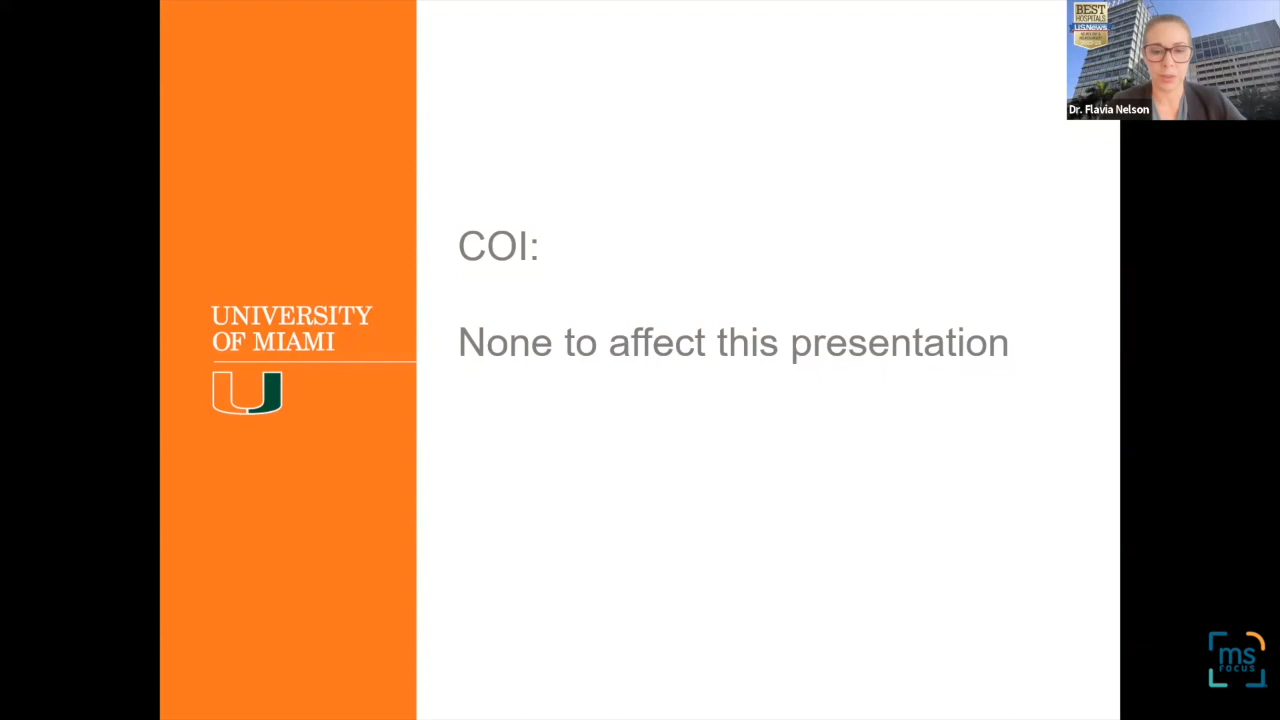 BEST
HOSPITALS
U.S.News
Dr. Flavia Nelson
COI:
None to affect this presentation
UNIVERSITY
OF MIAMI
ms
FOCUS